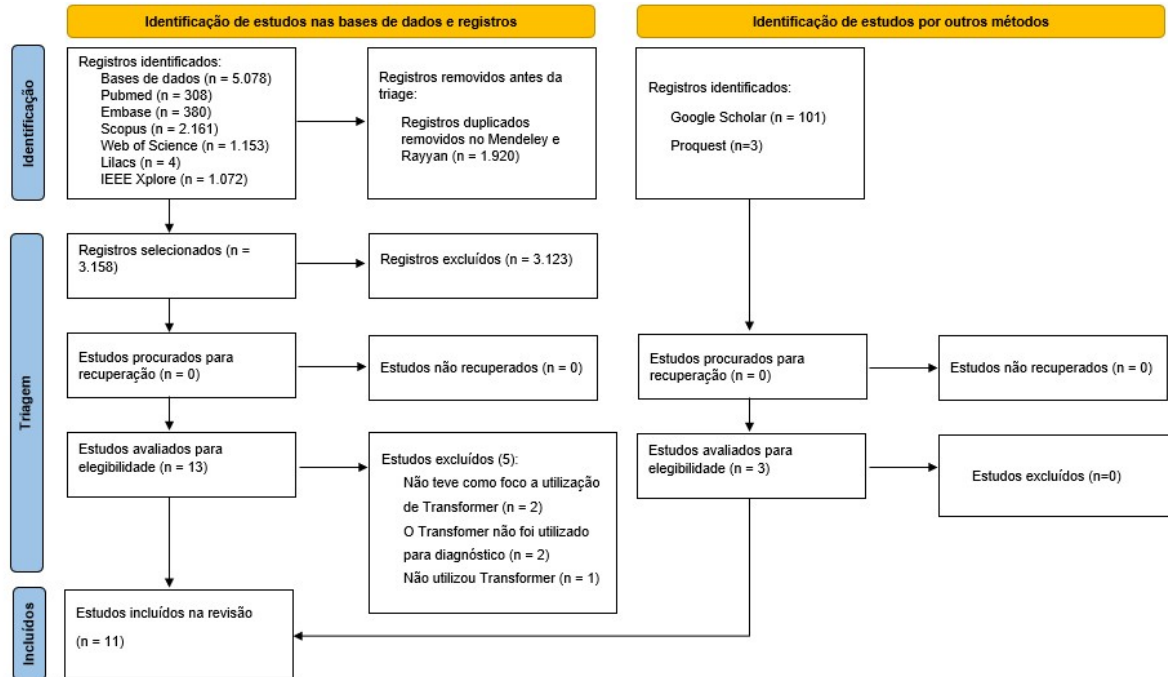 Identificação de estudos nas bases de dados e registros
Identificação de estudos por outros métodos
Identificação
Registros identificados:
Bases de dados (n = 5.078)
Pubmed (n = 308)
Embase (n = 380)
Scopus (n = 2.161)
Web of Science (n = 1.153)
Lilacs (n = 4)
IEEE Xplore (n = 1.072)
Registros removidos antes da
triage:
Registros duplicados
removidos no Mendeley e
Rayyan (n = 1.920)
Registros identificados:
Google Scholar (n = 101)
Proquest (n=3)
Triagem
Registros selecionados (n =
3.158)
Registros excluídos (n = 3.123)
Estudos procurados para
recuperação (n = 0)
Estudos não recuperados (n = 0)
Estudos procurados para
recuperação (n = 0)
Estudos não recuperados (n = 0)
Estudos avaliados para
elegibilidade (n = 13)
Estudos excluídos (5):
Não teve como foco a utilização
de Transformer (n = 2)
O Transfomer não foi utilizado
para diagnóstico (n = 2)
Não utilizou Transformer (n = 1)
Estudos avaliados para
elegibilidade (n = 3)
Estudos excluídos (n=0)
Incluídos
Estudos incluídos na revisão
(n = 11)